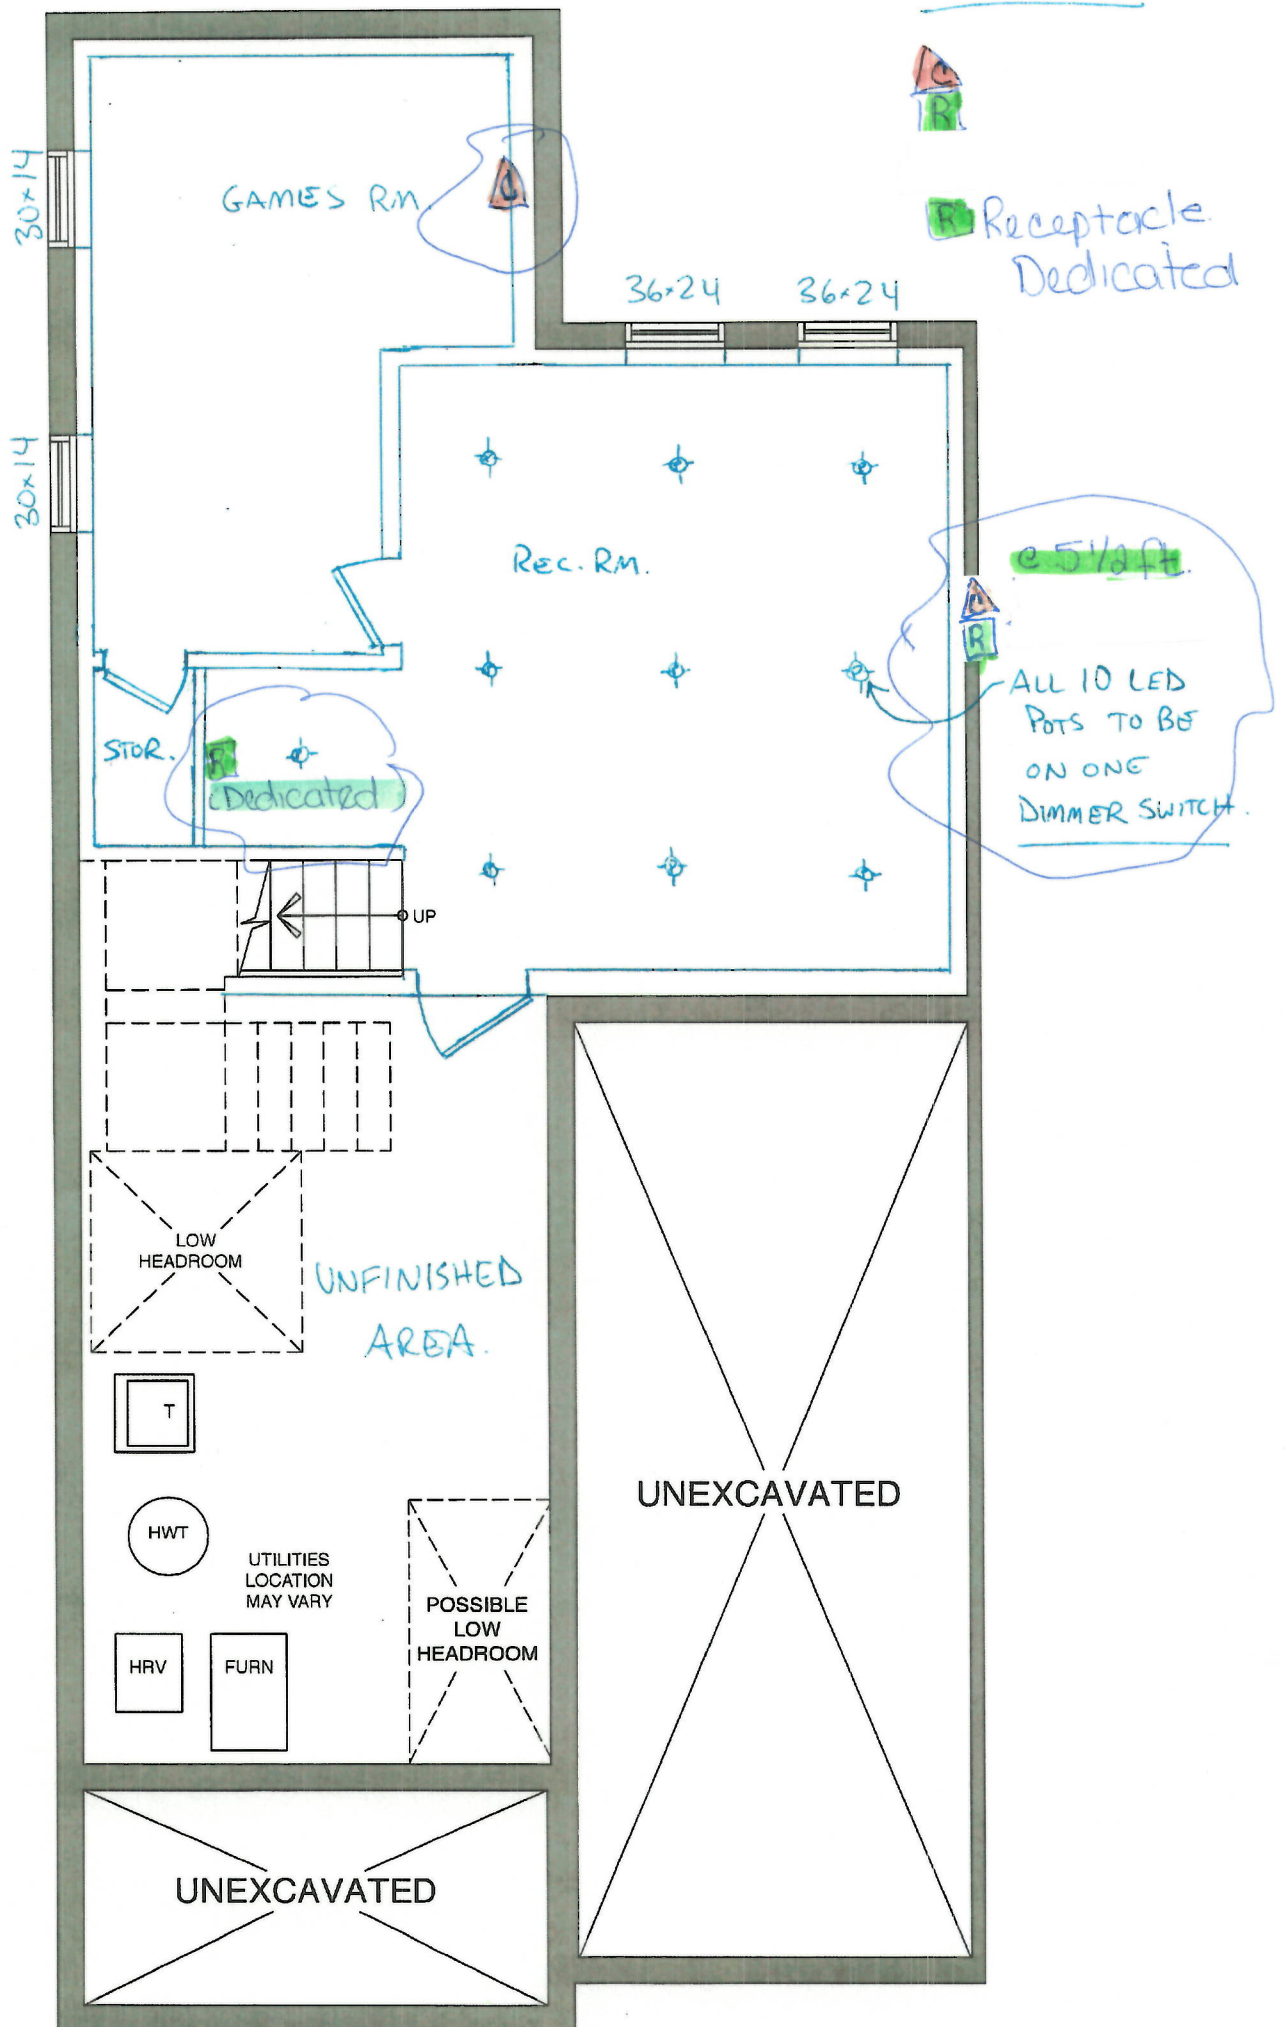 C
R
R Receptacle
Dedicated
30x14
GAMES RM.
C
36x24 36x24
30x14
REC. RM.
@ 5 1/2 ft.
C
R
ALL 10 LED
POTS TO BE
ON ONE
DIMMER SWITCH.
STOR.
R
(Dedicated)
UP
LOW
HEADROOM
UNFINISHED
AREA.
T
HWT
UTILITIES
LOCATION
MAY VARY
HRV
FURN
POSSIBLE
LOW
HEADROOM
UNEXCAVATED
UNEXCAVATED